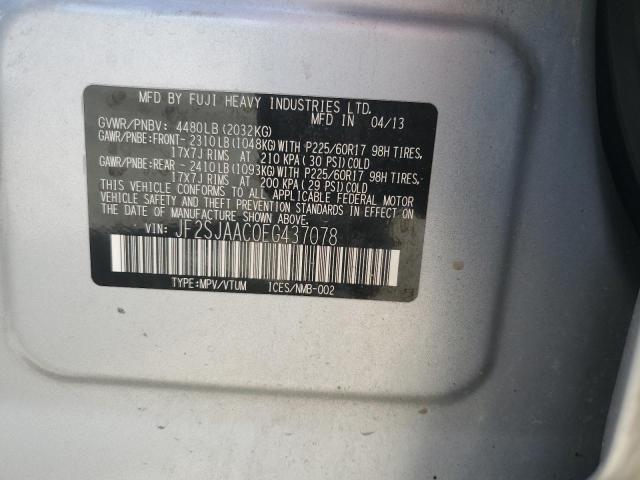 MFD BY FUJI HEAVY INDUSTRIES LTD.
MFD IN 04/13
GVWR/PNBV: 4480LB(2032KG)
GAWR/PNBE:FRONT-2310LB(1048KG)WITH P225/60R17 98H TIRES,
17X7J RIMS AT 210 KPA(30 PSI)COLD
GAWR/PNBE:REAR -2410LB(1093KG)WITH P225/60R17 98H TIRES,
17X7J RIMS AT 200 KPA(29 PSI)COLD
THIS VEHICLE CONFORMS TO ALL APPLICABLE FEDERAL MOTOR
VEHICLE SAFETY AND THEFT PREVENTION STANDARDS IN EFFECT
ON THE DATE OF MANUFACTURE SHOWN ABOVE.
VIN: JF2SJAAC0EG437078
TYPE:MPV/VTUM ICES/NMB-002